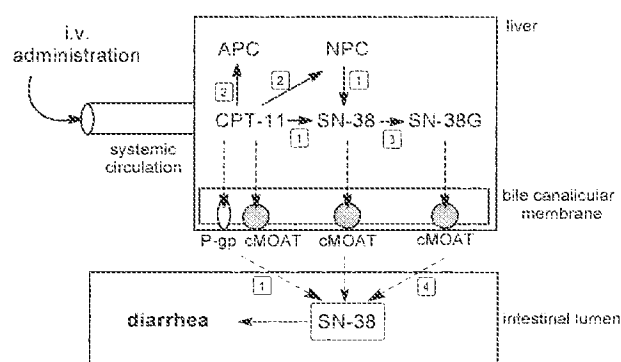 liver
i.v.
administration
APC
NPC
2
2
1
CPT-11
1
SN-38
3
SN-38G
systemic
circulation
bile canalicular
membrane
P-gp
cMOAT
cMOAT
cMOAT
1
4
diarrhea
SN-38
intestinal lumen